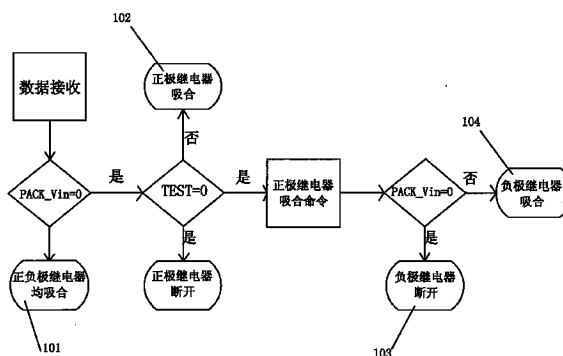 102
数据接收
正极继电器
吸合
否
104
PACK_Vin=0
是
TEST=0
是
正极继电器
吸合命令
PACK_Vin=0
否
负极继电器
吸合
是
是
正负极继电器
均吸合
正极继电器
断开
负极继电器
断开
101
103